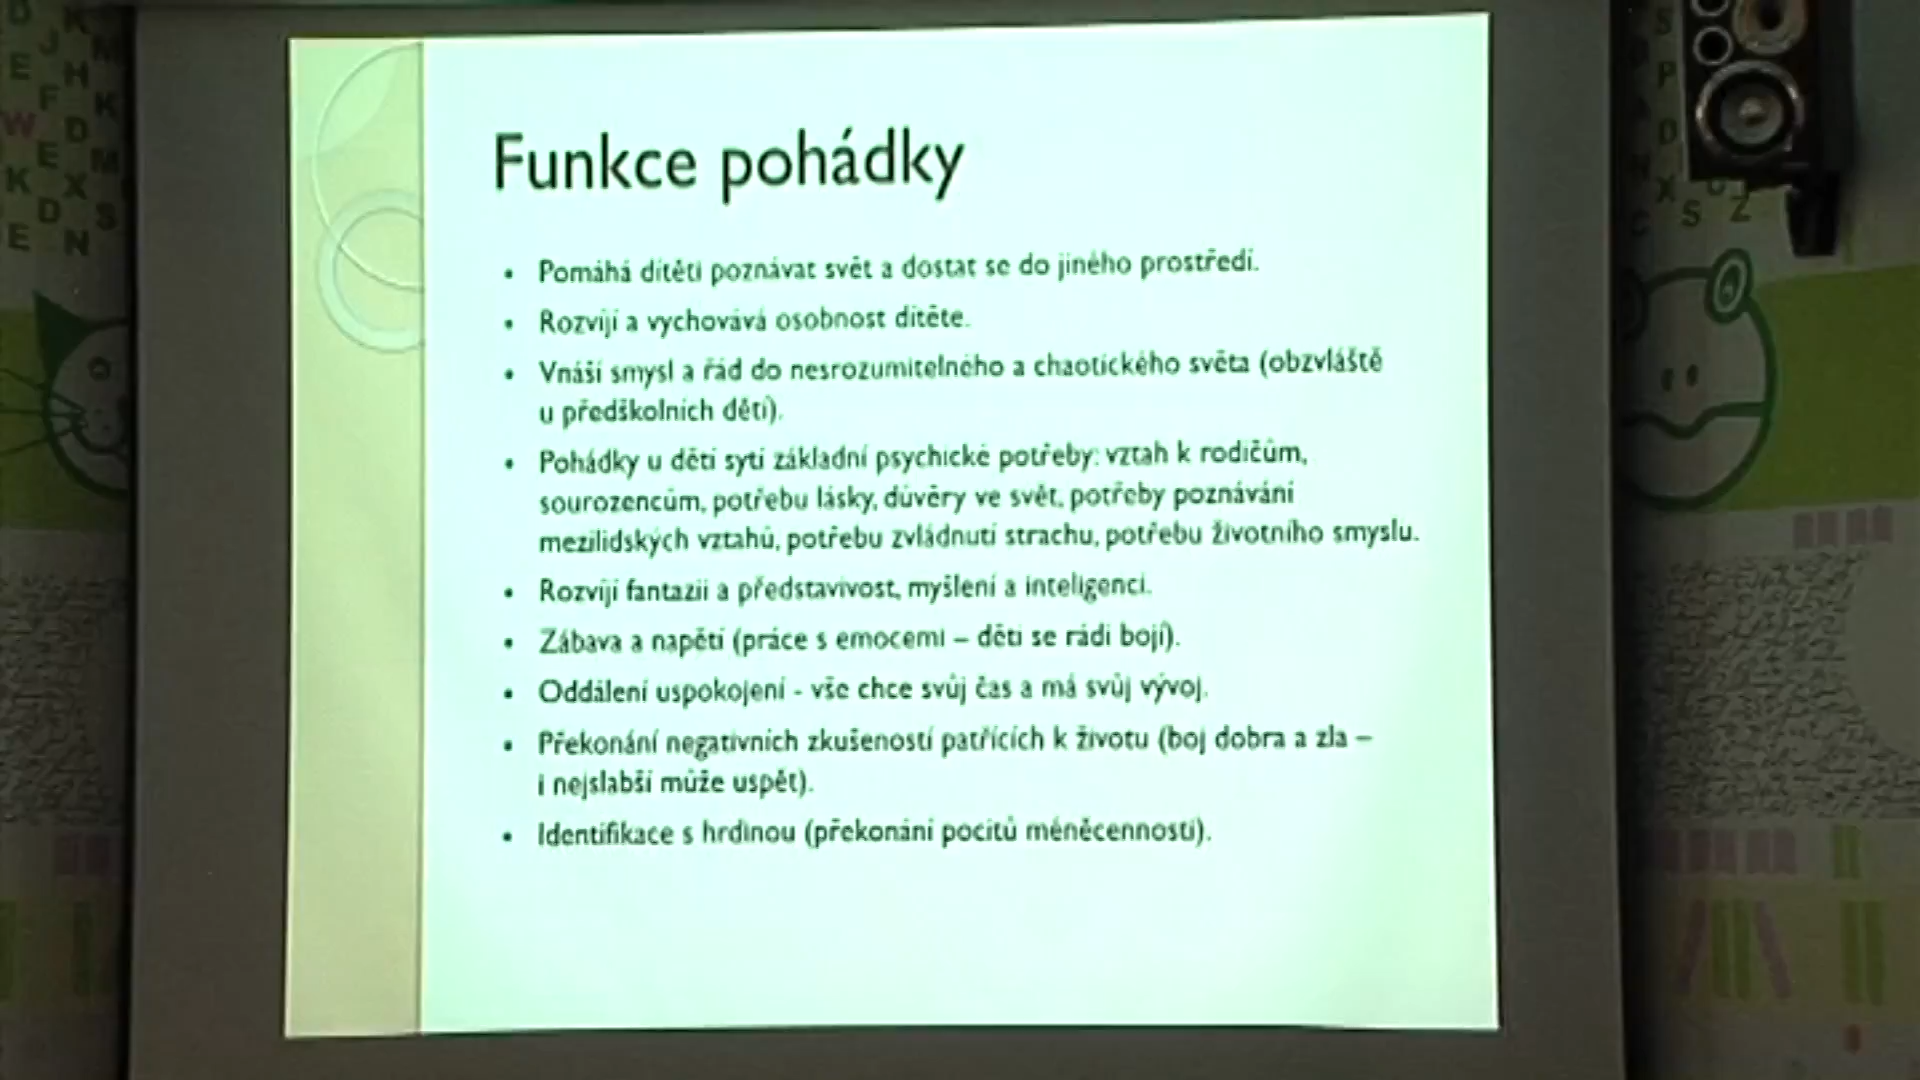 Funkce pohádky
• Pomáhá dítěti poznávat svět a dostat se do jiného prostředí.
• Rozvíjí a vychovává osobnost dítěte.
• Vnáší smysl a řád do nesrozumitelného a chaotického světa (obzvláště
u předškolních dětí).
• Pohádky u dětí sytí základní psychické potřeby: vztah k rodičům,
sourozencům, potřebu lásky, důvěry ve svět, potřeby poznávání
mezilidských vztahů, potřebu zvládnutí strachu, potřebu životního smyslu.
• Rozvíjí fantazii a představivost, myšlení a inteligenci.
• Zábava a napětí (práce s emocemi – děti se rádi bojí).
• Oddálení uspokojení - vše chce svůj čas a má svůj vývoj.
• Překonání negativních zkušeností patřících k životu (boj dobra a zla –
i nejslabší může uspět).
• Identifikace s hrdinou (překonání pocitů méněcennosti).